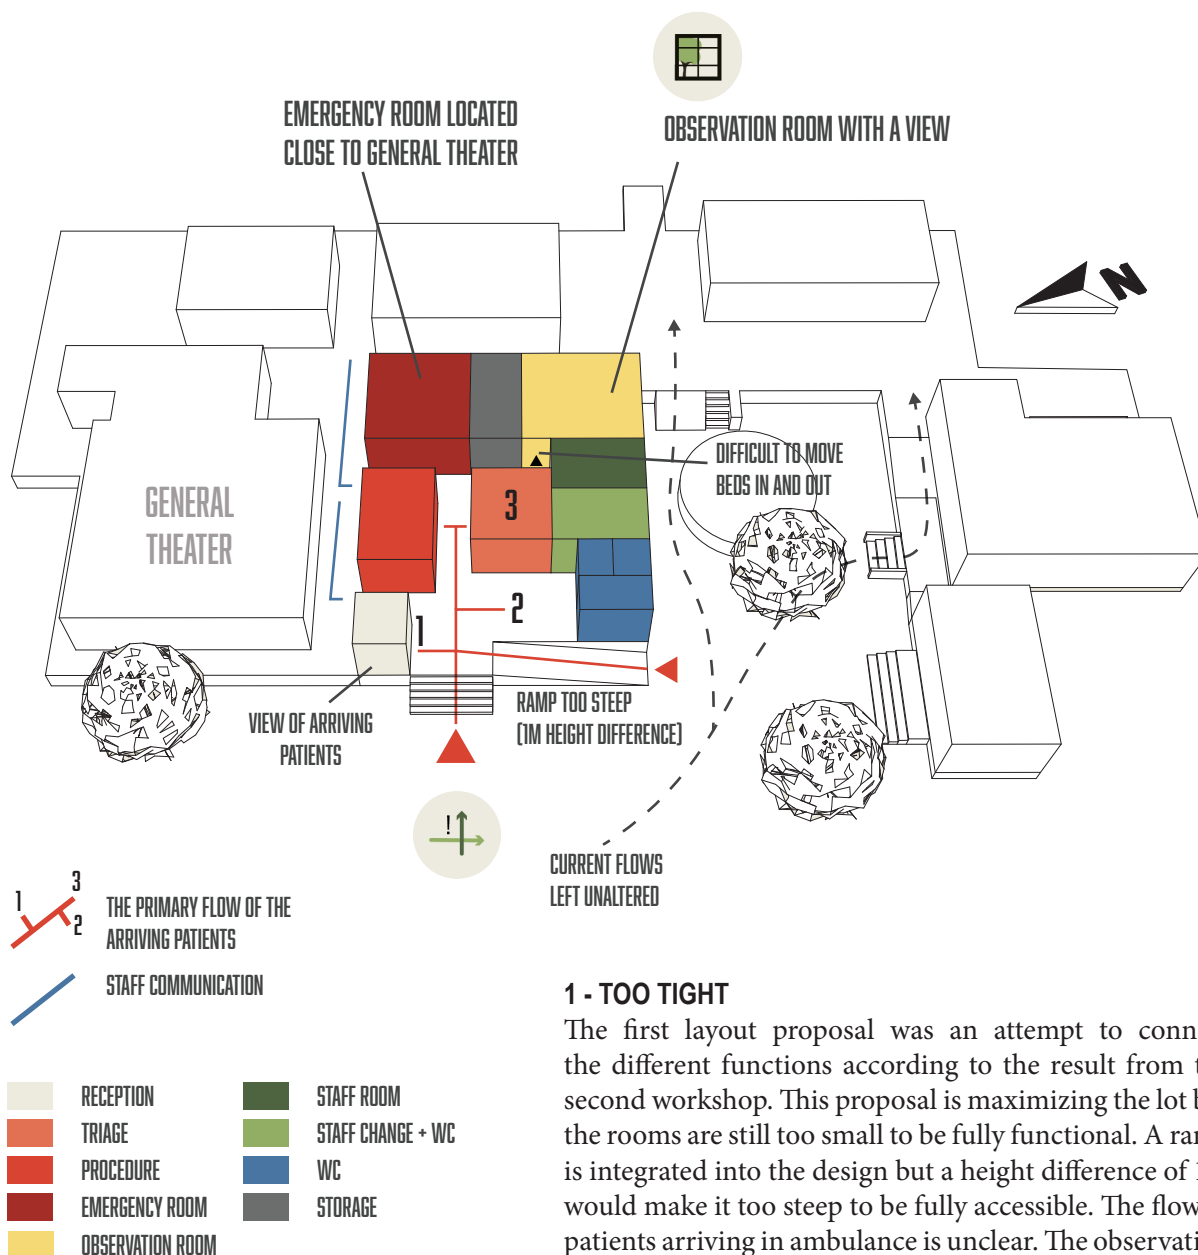 EMERGENCY ROOM LOCATED
CLOSE TO GENERAL THEATER
OBSERVATION ROOM WITH A VIEW
N
GENERAL
THEATER
DIFFICULT TO MOVE
BEDS IN AND OUT
3
2
1
VIEW OF ARRIVING
PATIENTS
RAMP TOO STEEP
(1M HEIGHT DIFFERENCE)
!
CURRENT FLOWS
LEFT UNALTERED
1
3
2
THE PRIMARY FLOW OF THE
ARRIVING PATIENTS
STAFF COMMUNICATION
RECEPTION
TRIAGE
PROCEDURE
EMERGENCY ROOM
OBSERVATION ROOM
STAFF ROOM
STAFF CHANGE + WC
WC
STORAGE
1 - TOO TIGHT
The first layout proposal was an attempt to conn
the different functions according to the result from t
second workshop. This proposal is maximizing the lot b
the rooms are still too small to be fully functional. A ran
is integrated into the design but a height difference of 1
would make it too steep to be fully accessible. The flow
patients arriving in ambulance is unclear. The observati